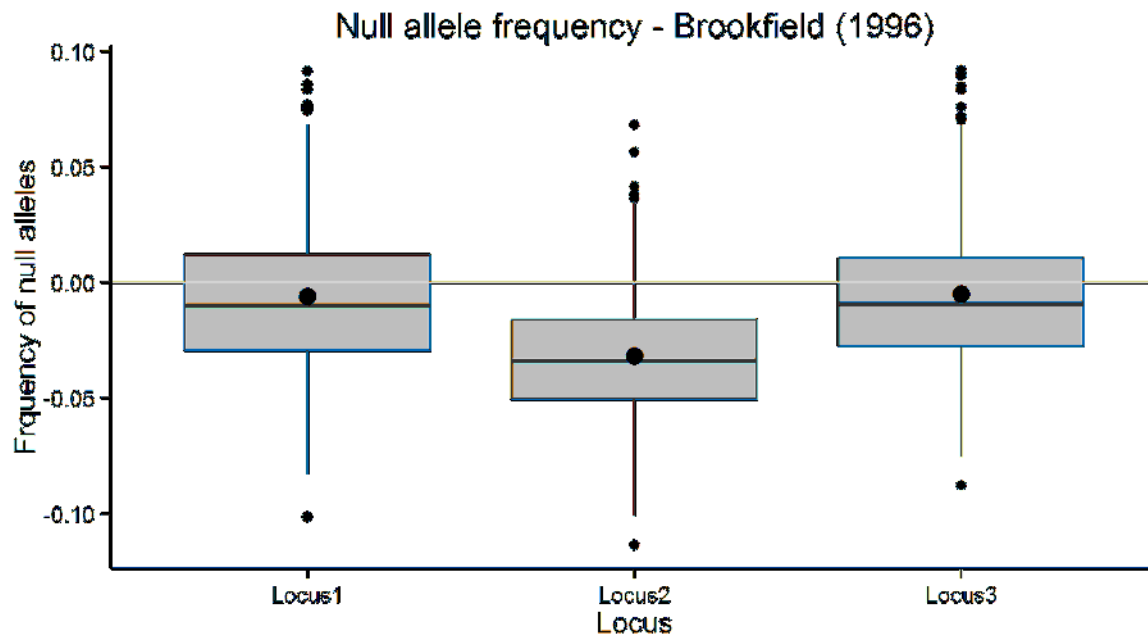 Null allele frequency - Brookfield (1996)
Frquency of null alleles
0.10
0.05
0.00
-0.05
-0.10
Locus1 Locus2 Locus3
Locus